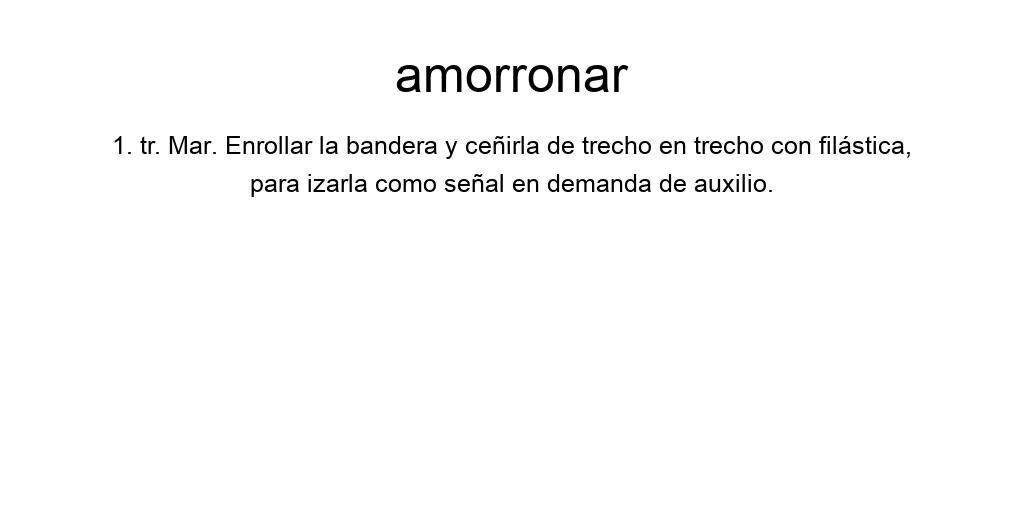 amorronar
1. tr. Mar. Enrollar la bandera y ceñirla de trecho en trecho con filástica,
para izarla como señal en demanda de auxilio.